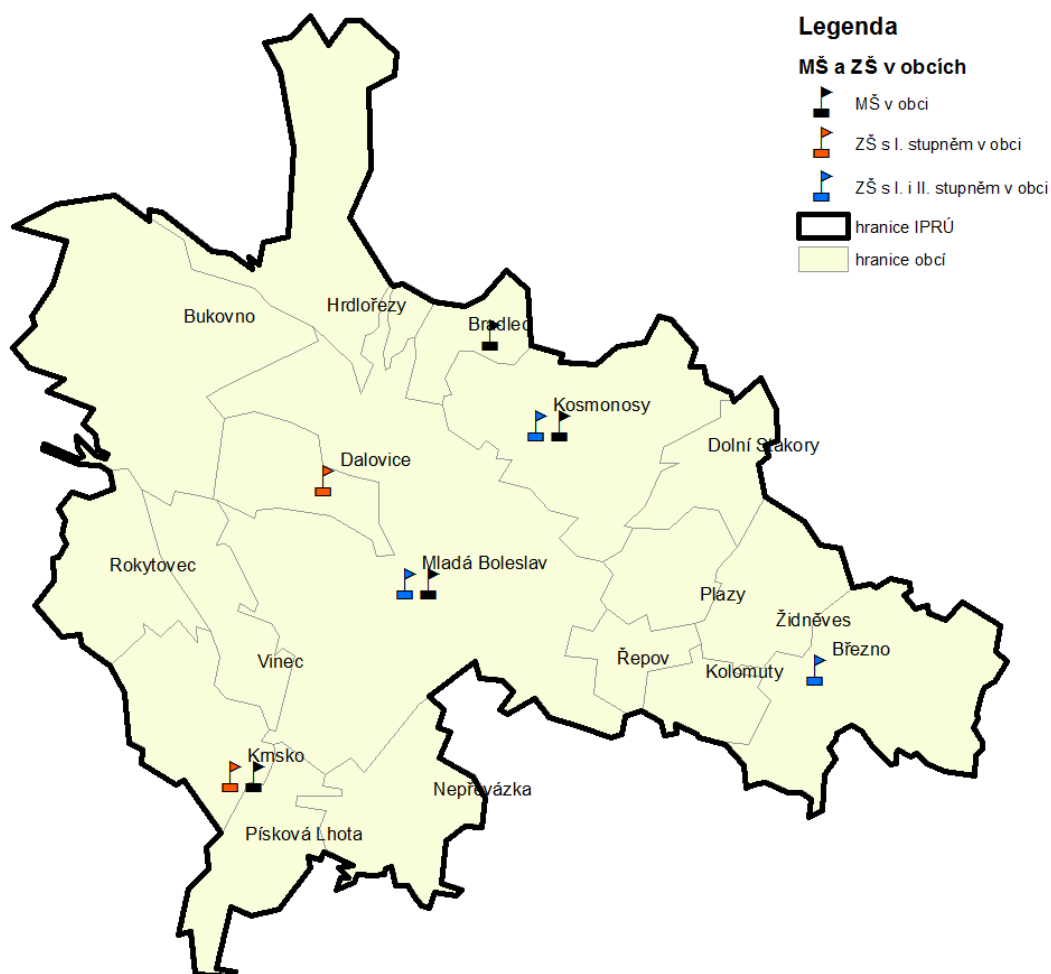 Legenda
MŠ a ZŠ v obcích
MŠ v obci
ZŠ s I. stupněm v obci
ZŠ s I. i II. stupněm v obci
hranice IPRÚ
hranice obcí
Hrdlořezy
Bukovno
Bradlec
Kosmonosy
Dolní Stakory
Dalovice
Mladá Boleslav
Rokytovec
Plazy
Židněves
Březno
Řepov
Kolomuty
Vinec
Krnsko
Nepřevázka
Písková Lhota